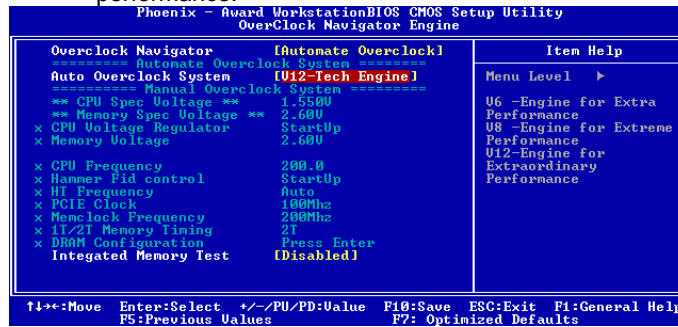 performance.
Phoenix - Award WorkstationBIOS CMOS Setup Utility
OverClock Navigator Engine
Overclock Navigator [Automate Overclock]
========= Automate Overclock System ========
Auto Overclock System [V12-Tech Engine]
========= Manual Overclock System =========
** CPU Spec Voltage ** 1.550V
** Memory Spec Voltage ** 2.60V
x CPU Voltage Regulator StartUp
x Memory Voltage 2.60V
x CPU Frequency 200.0
x Hammer Fid control StartUp
x HT Frequency Auto
x PCIE Clock 100Mhz
x Memclock Frequency 200Mhz
x 1T/2T Memory Timing 2T
x DRAM Configuration Press Enter
Integated Memory Test [Disabled]
Item Help
Menu Level ►
V6 -Engine for Extra
Performance
V8 -Engine for Extreme
Performance
V12-Engine for
Extraordinary
Performance
↑↓→←:Move Enter:Select +/-/PU/PD:Value F10:Save ESC:Exit F1:General Help
F5:Previous Values F7: Optimized Defaults